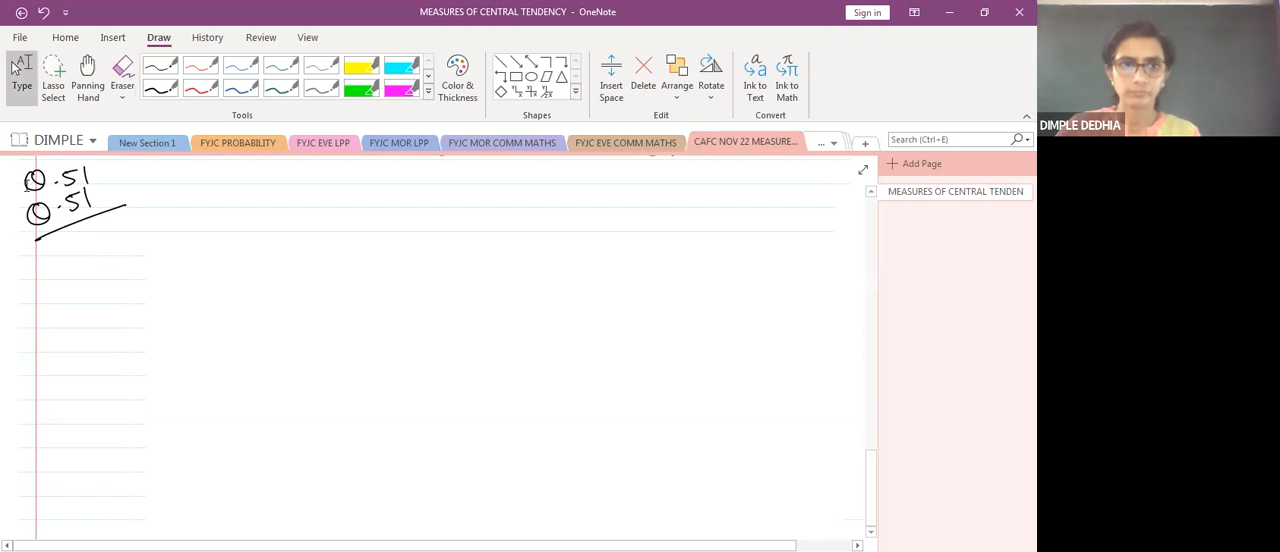 MEASURES OF CENTRAL TENDENCY - OneNote
Sign in
File Home Insert Draw History Review View
Type
Lasso Select
Panning Hand
Eraser
Color & Thickness
Insert Space
Delete
Arrange
Rotate
Ink to Text
Ink to Math
Tools
Shapes
Edit
Convert
DIMPLE
New Section 1
FYJC PROBABILITY
FYJC EVE LPP
FYJC MOR LPP
FYJC MOR COMM MATHS
FYJC EVE COMM MATHS
CAFC NOV 22 MEASURE...
Search (Ctrl+E)
Add Page
MEASURES OF CENTRAL TENDEN
0.51
0.51
DIMPLE DEDHIA